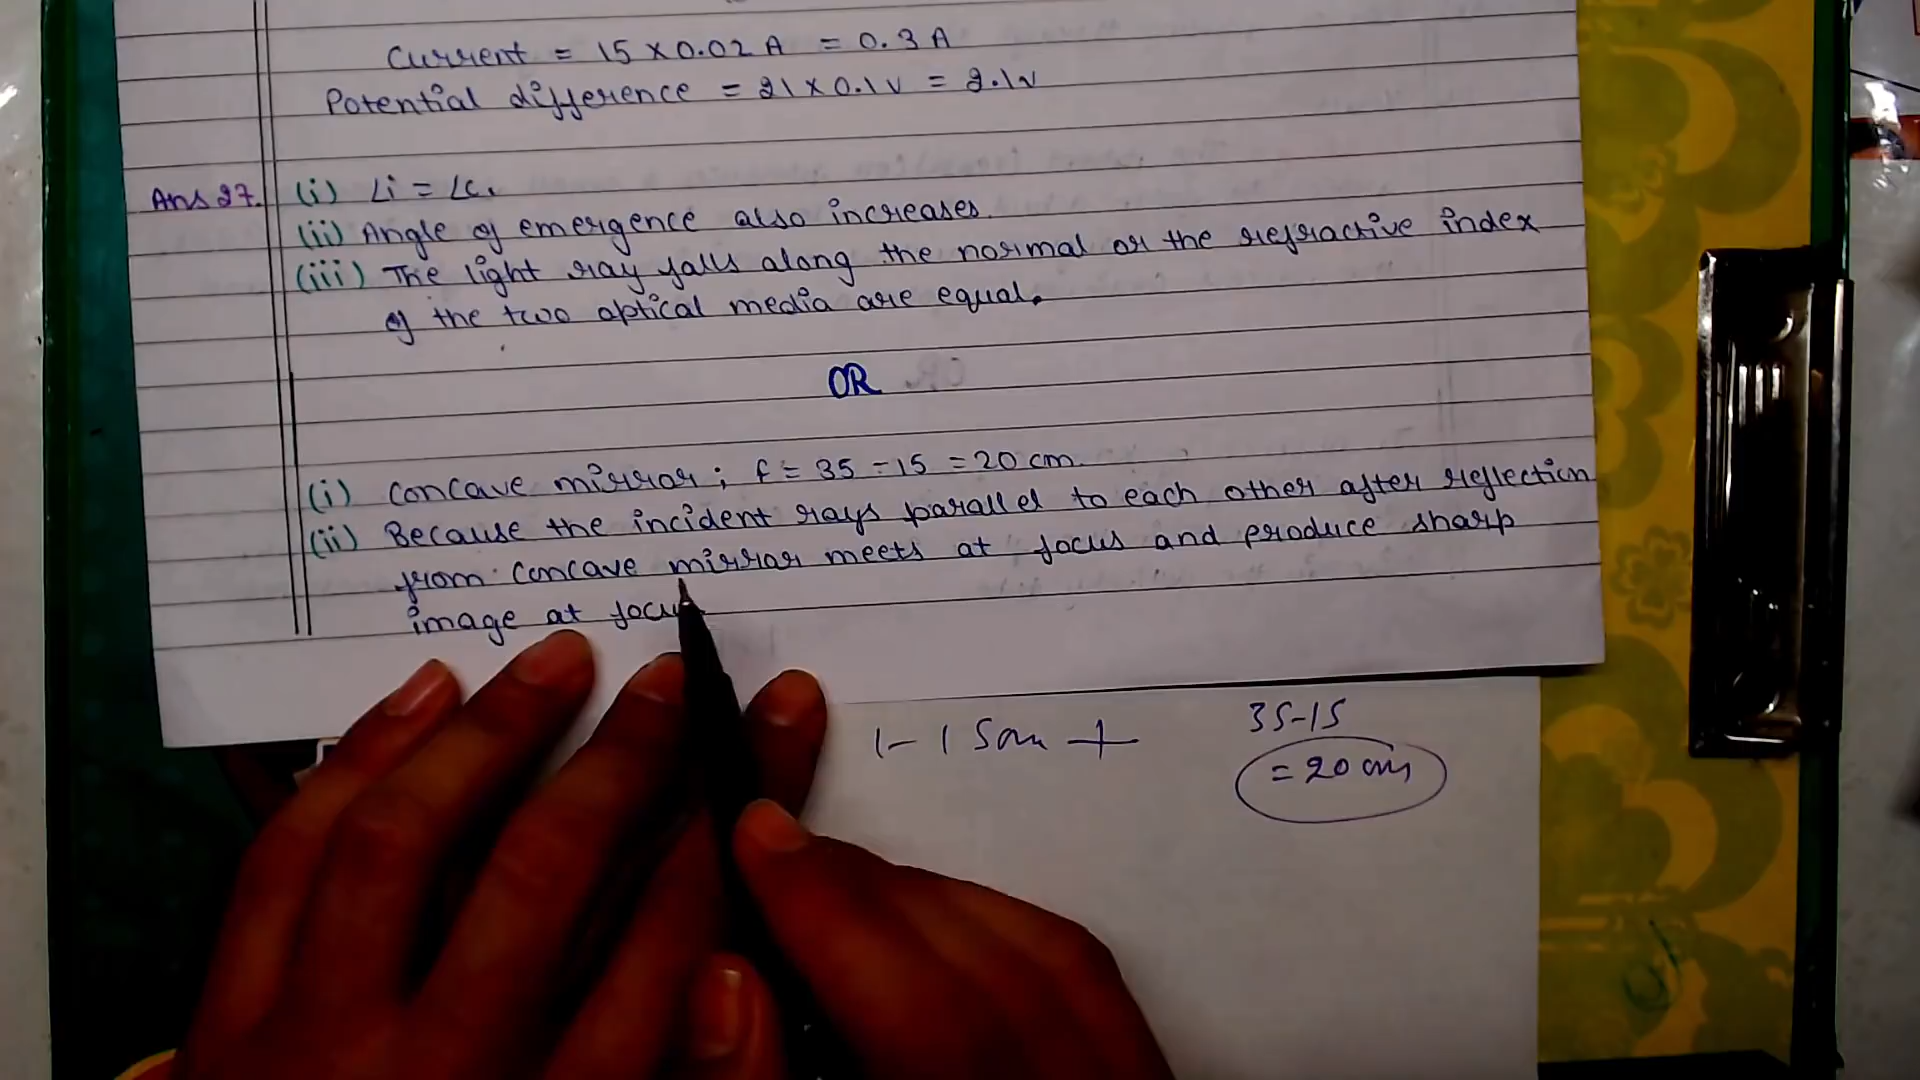 Current = 15 x 0.02 A = 0.3 A
Potential difference = 21 x 0.1 V = 2.1 V
Ans 27. (i) ∠i = ∠e.
(ii) Angle of emergence also increases.
(iii) The light ray falls along the normal or the refractive index
of the two optical media are equal.
OR
(i) Concave mirror ; f = 35 - 15 = 20 cm.
(ii) Because the incident rays parallel to each other after reflection
from concave mirror meets at focus and produce sharp
image at focus
35-15
= 20 cm